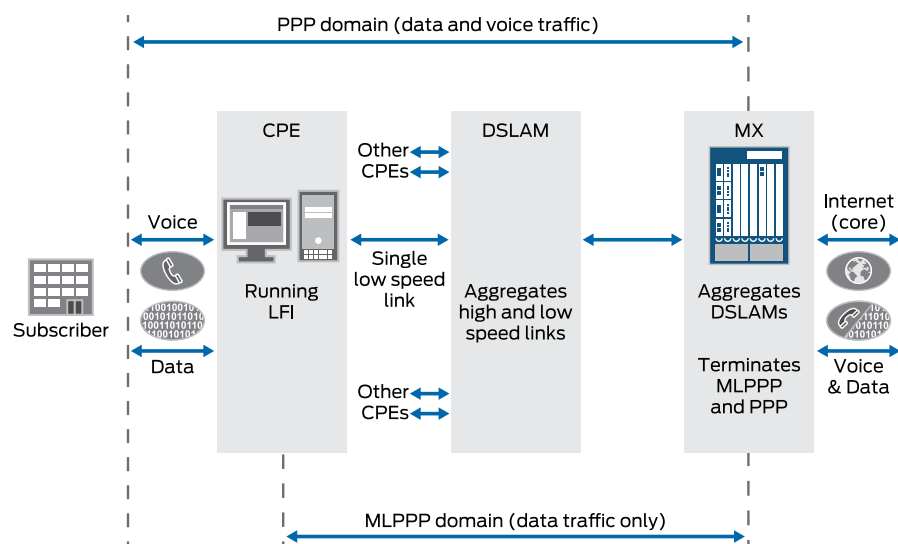 PPP domain (data and voice traffic)
CPE
DSLAM
MX
Other
CPEs
Voice
Single
low speed
link
Internet
(core)
Subscriber
Running
LFI
Aggregates
high and low
speed links
Aggregates
DSLAMs
Data
Terminates
MLPPP
and PPP
Voice
& Data
Other
CPEs
MLPPP domain (data traffic only)